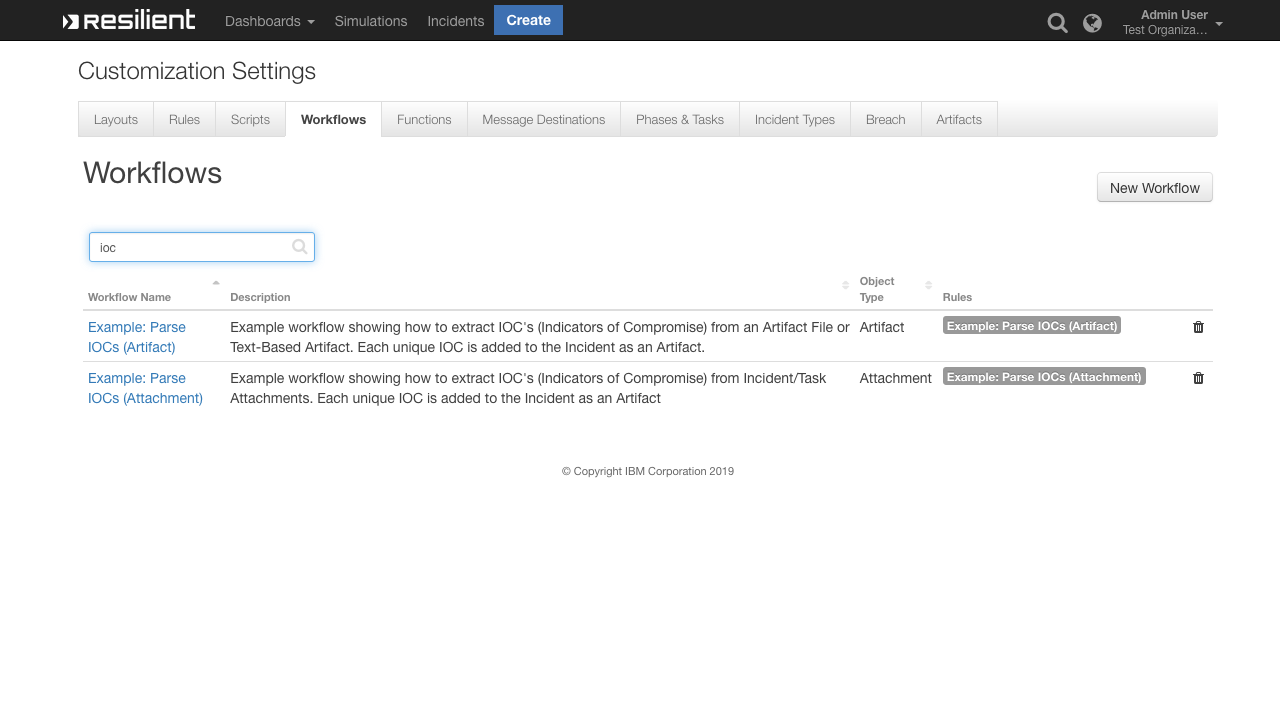 Resilient Dashboards Simulations Incidents Create Admin User
Test Organiza...
Customization Settings
Layouts Rules Scripts Workflows Functions Message Destinations Phases & Tasks Incident Types Breach Artifacts
Workflows
New Workflow
ioc
Workflow Name Description Object Type Rules
Example: Parse IOCs (Artifact)
Example workflow showing how to extract IOC's (Indicators of Compromise) from an Artifact File or
Text-Based Artifact. Each unique IOC is added to the Incident as an Artifact.
Artifact
Example: Parse IOCs (Artifact)
Example: Parse IOCs (Attachment)
Example workflow showing how to extract IOC's (Indicators of Compromise) from Incident/Task
Attachments. Each unique IOC is added to the Incident as an Artifact
Attachment
Example: Parse IOCs (Attachment)
© Copyright IBM Corporation 2019